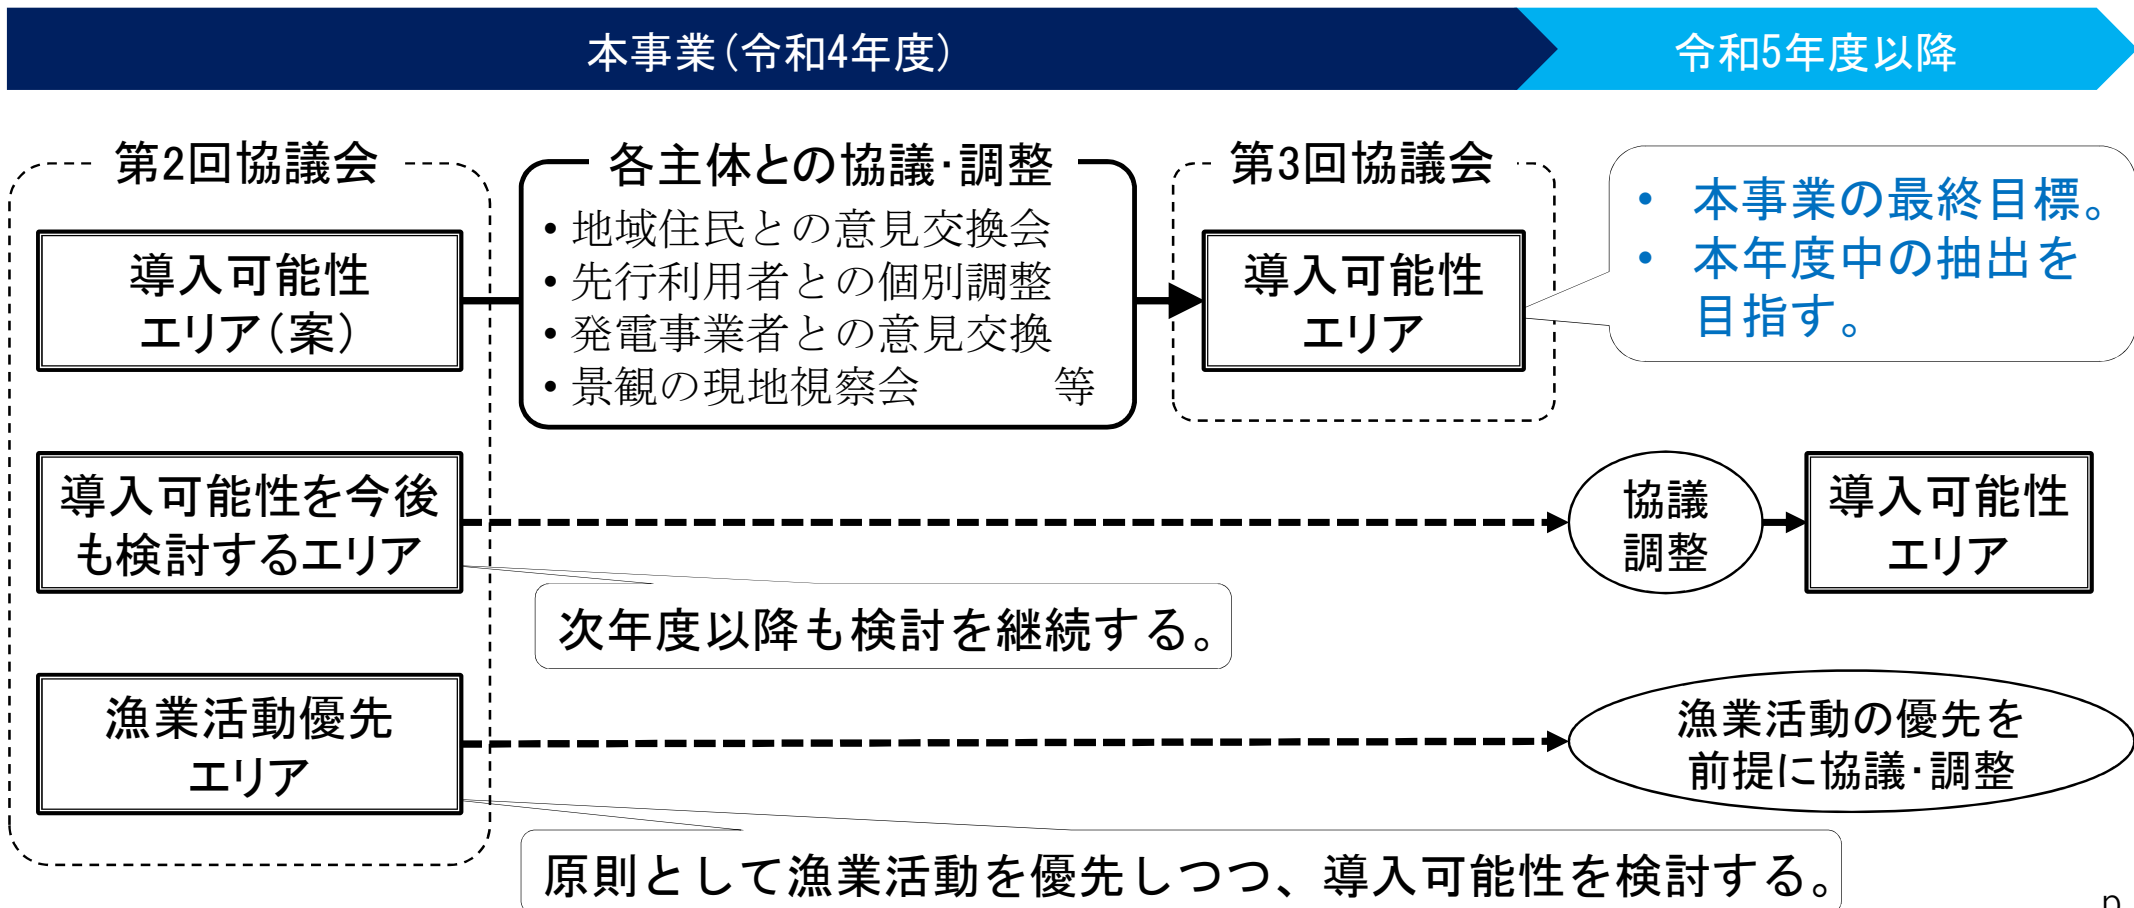 本事業(令和4年度)
令和5年度以降
第2回協議会
導入可能性
エリア(案)
各主体との協議・調整
• 地域住民との意見交換会
• 先行利用者との個別調整
• 発電事業者との意見交換
• 景観の現地視察会 等
第3回協議会
導入可能性
エリア
• 本事業の最終目標。
• 本年度中の抽出を
目指す。
導入可能性を今後
も検討するエリア
協議
調整
導入可能性
エリア
次年度以降も検討を継続する。
漁業活動優先
エリア
漁業活動の優先を
前提に協議・調整
原則として漁業活動を優先しつつ、導入可能性を検討する。